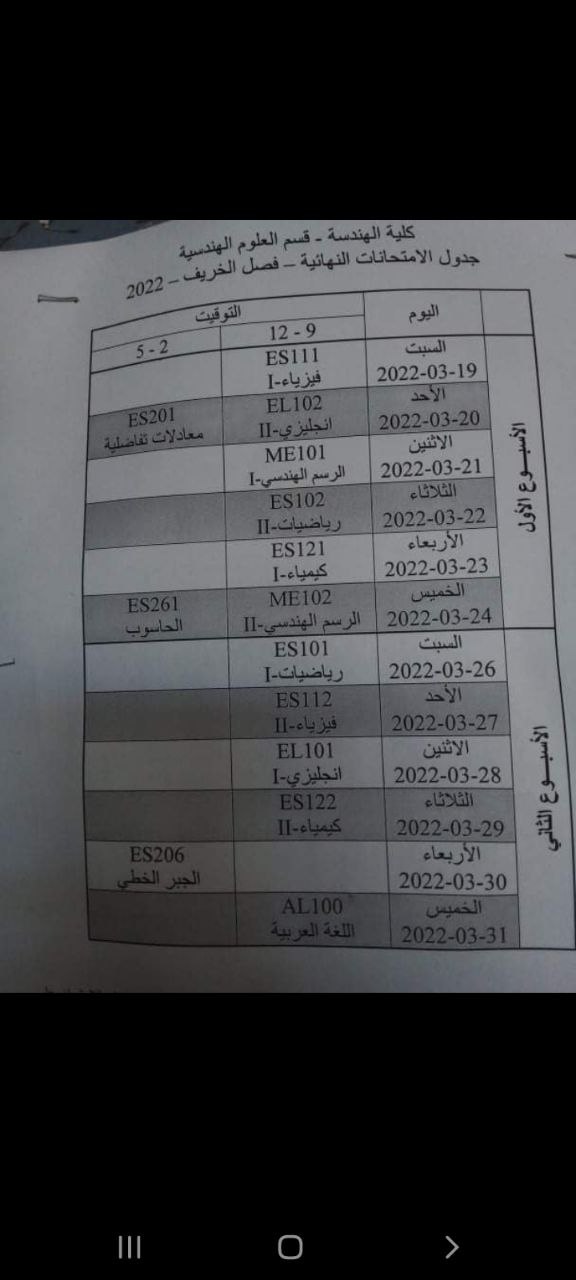 كلية الهندسة - قسم العلوم الهندسية
جدول الامتحانات النهائية – فصل الخريف – 2022
اليوم
التوقيت
12 - 9
5 - 2
الأسبوع الأول
السبت
2022-03-19
ES111
فيزياء-I
الأحد
2022-03-20
EL102
انجليزي-II
ES201
معادلات تفاضلية
الاثنين
2022-03-21
ME101
الرسم الهندسي-I
الثلاثاء
2022-03-22
ES102
رياضيات-II
الأربعاء
2022-03-23
ES121
كيمياء-I
الخميس
2022-03-24
ME102
الرسم الهندسي-II
ES261
الحاسوب
الأسبوع الثاني
السبت
2022-03-26
ES101
رياضيات-I
الأحد
2022-03-27
ES112
فيزياء-II
الاثنين
2022-03-28
EL101
انجليزي-I
الثلاثاء
2022-03-29
ES122
كيمياء-II
الأربعاء
2022-03-30
ES206
الجبر الخطي
الخميس
2022-03-31
AL100
اللغة العربية